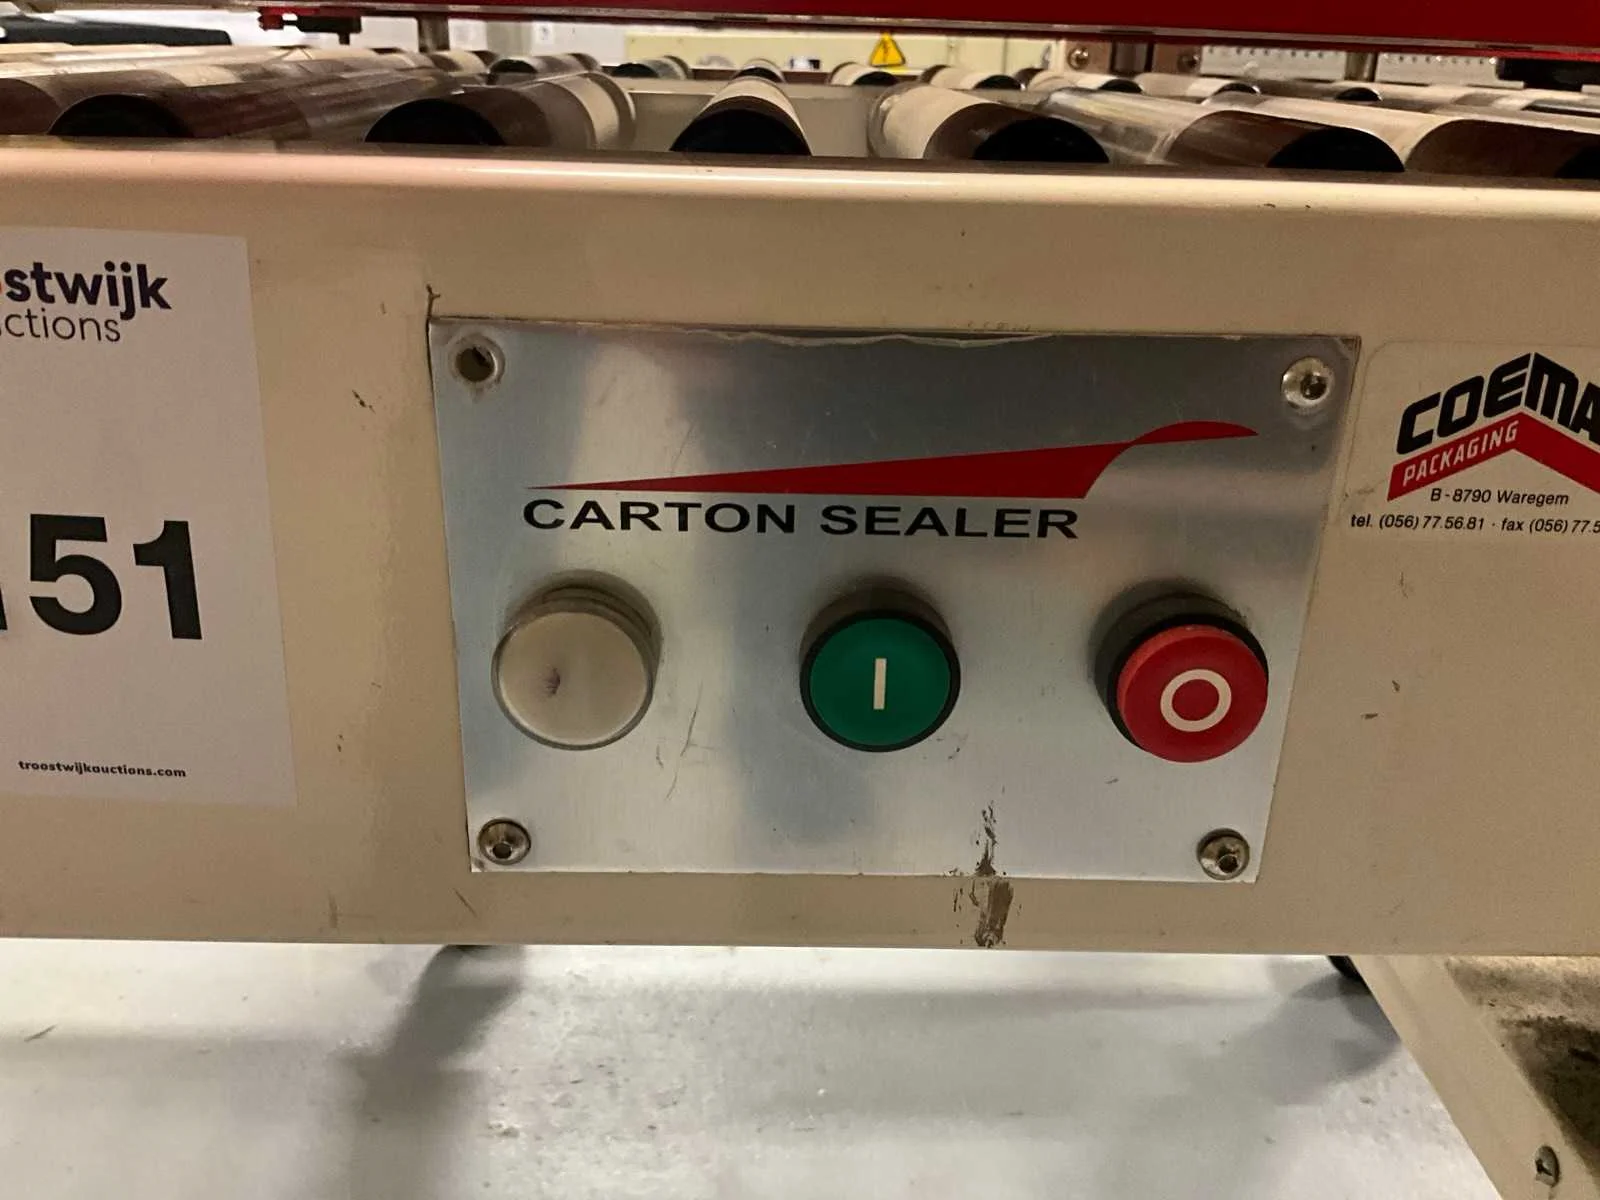 stwijk
ctions
51
troostwijkauctions.com
CARTON SEALER
I
O
COEMA
PACKAGING
B-8790 Waregem
tel. (056) 77.56.81 · fax (056) 77.5